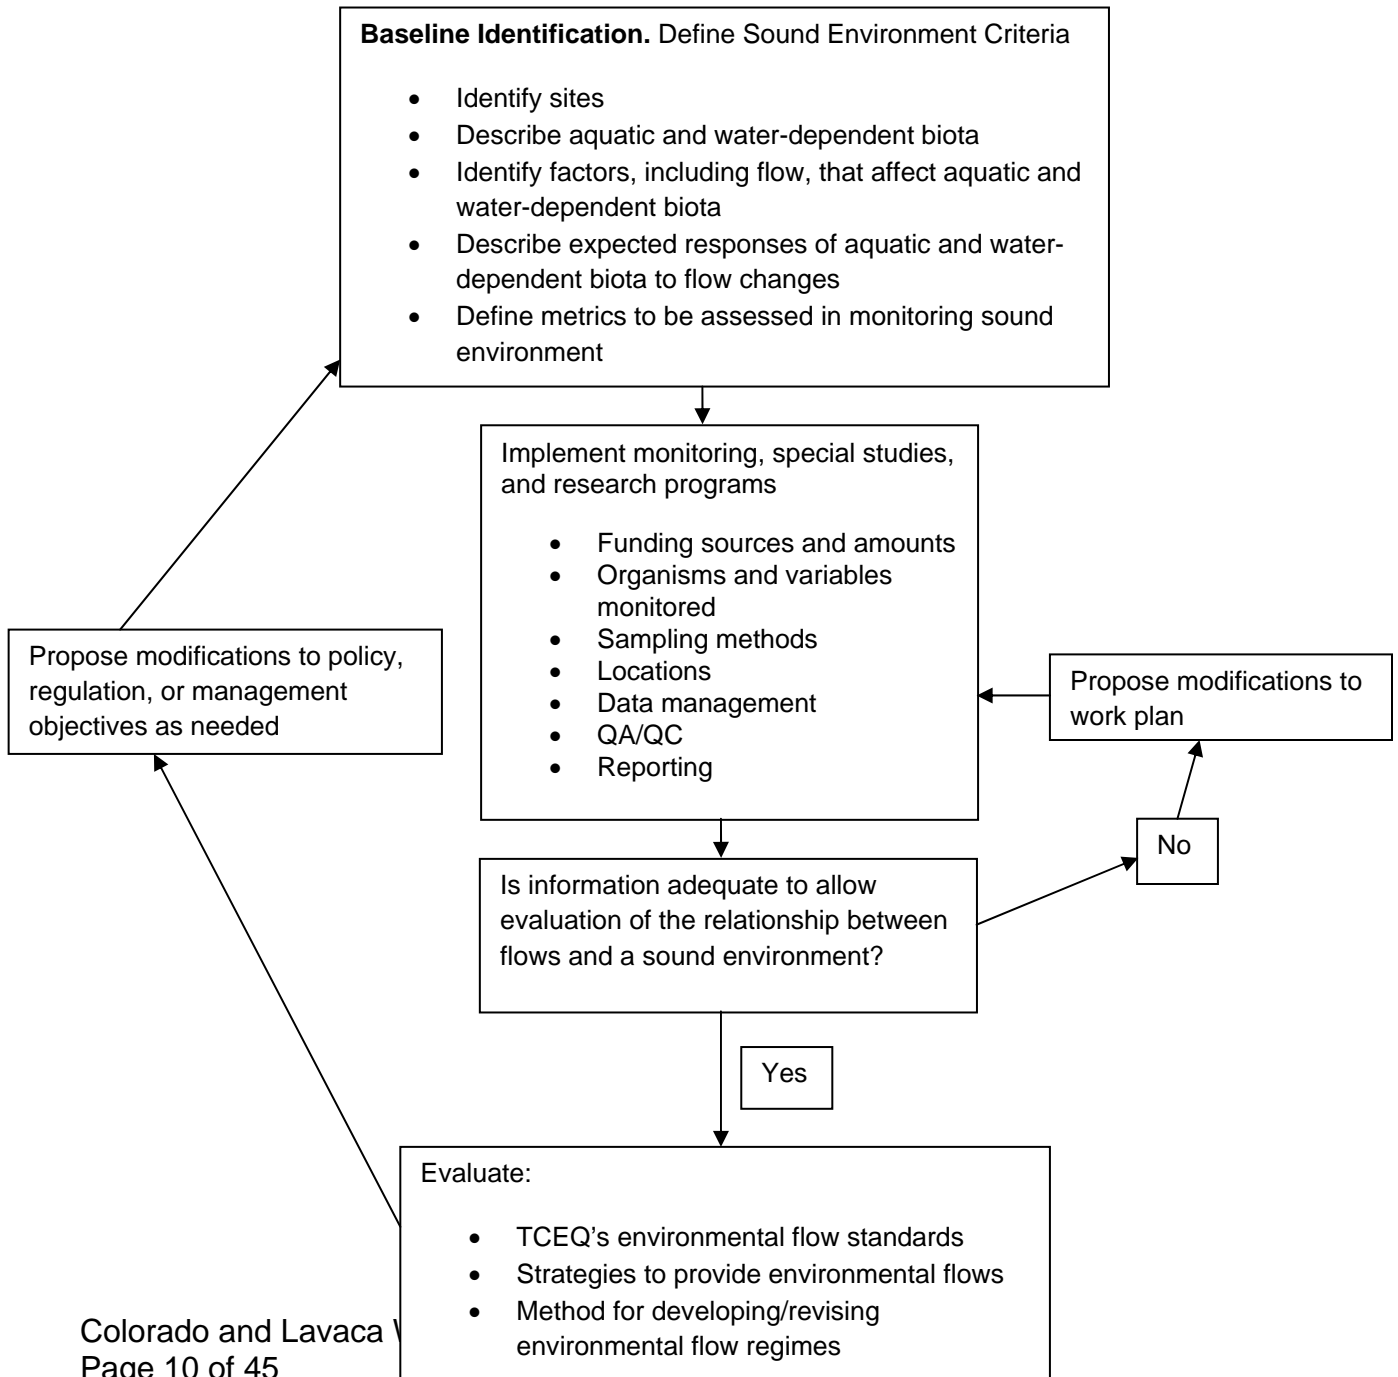 Baseline Identification. Define Sound Environment Criteria
• Identify sites
• Describe aquatic and water-dependent biota
• Identify factors, including flow, that affect aquatic and
water-dependent biota
• Describe expected responses of aquatic and water-
dependent biota to flow changes
• Define metrics to be assessed in monitoring sound
environment
Implement monitoring, special studies,
and research programs
• Funding sources and amounts
• Organisms and variables
monitored
• Sampling methods
• Locations
• Data management
• QA/QC
• Reporting
Propose modifications to policy,
regulation, or management
objectives as needed
Propose modifications to
work plan
No
Is information adequate to allow
evaluation of the relationship between
flows and a sound environment?
Yes
Evaluate:
• TCEQ’s environmental flow standards
• Strategies to provide environmental flows
• Method for developing/revising
environmental flow regimes
Colorado and Lavaca
Page 10 of 45